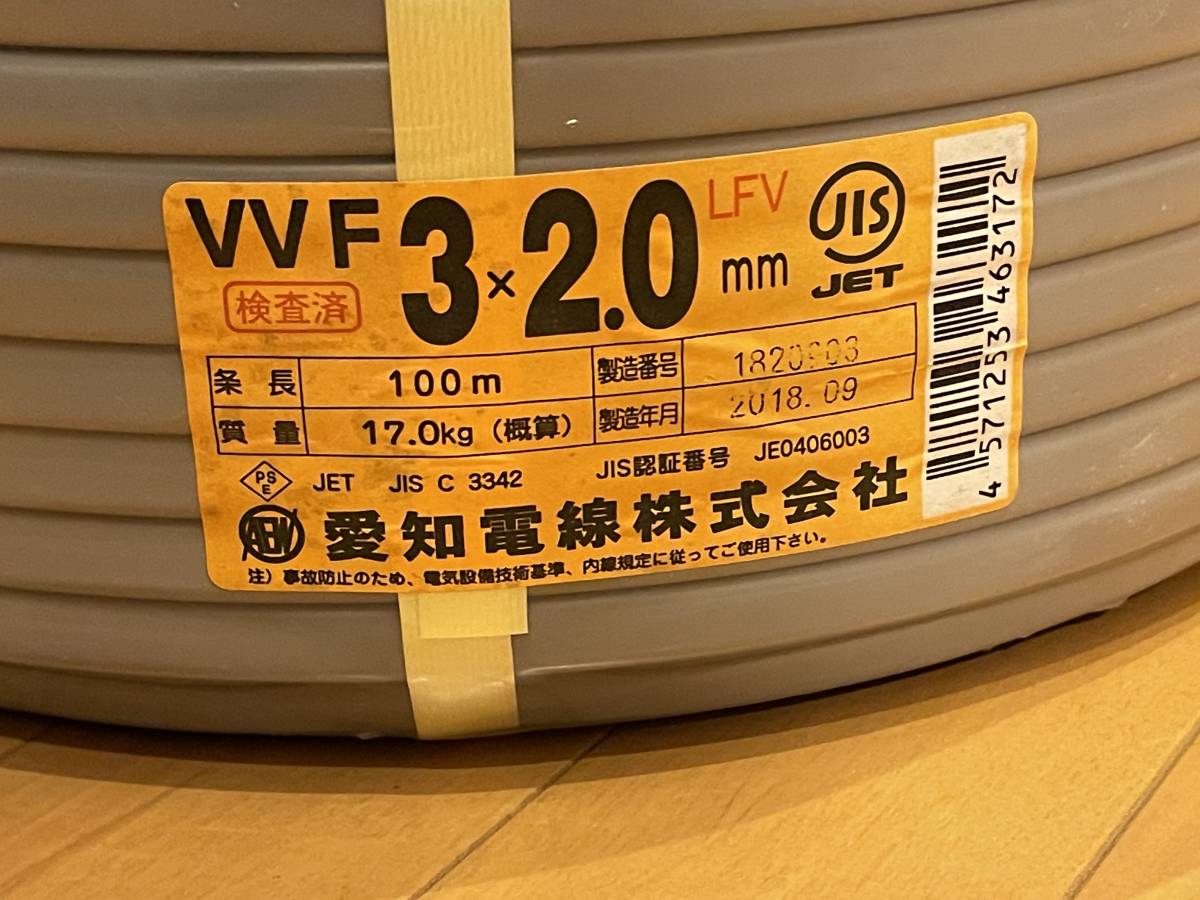 VVF 3×2.0 mm LFV
検査済
JIS
JET
条長 100m 製造番号
質量 17.0kg (概算) 製造年月 2018.09
PS
E
JET JIS C 3342 JIS認証番号 JE0406003
AEW 愛知電線株式会社
注) 事故防止のため、電気設備技術基準、内線規定に従ってご使用下さい。
4 571253 463172